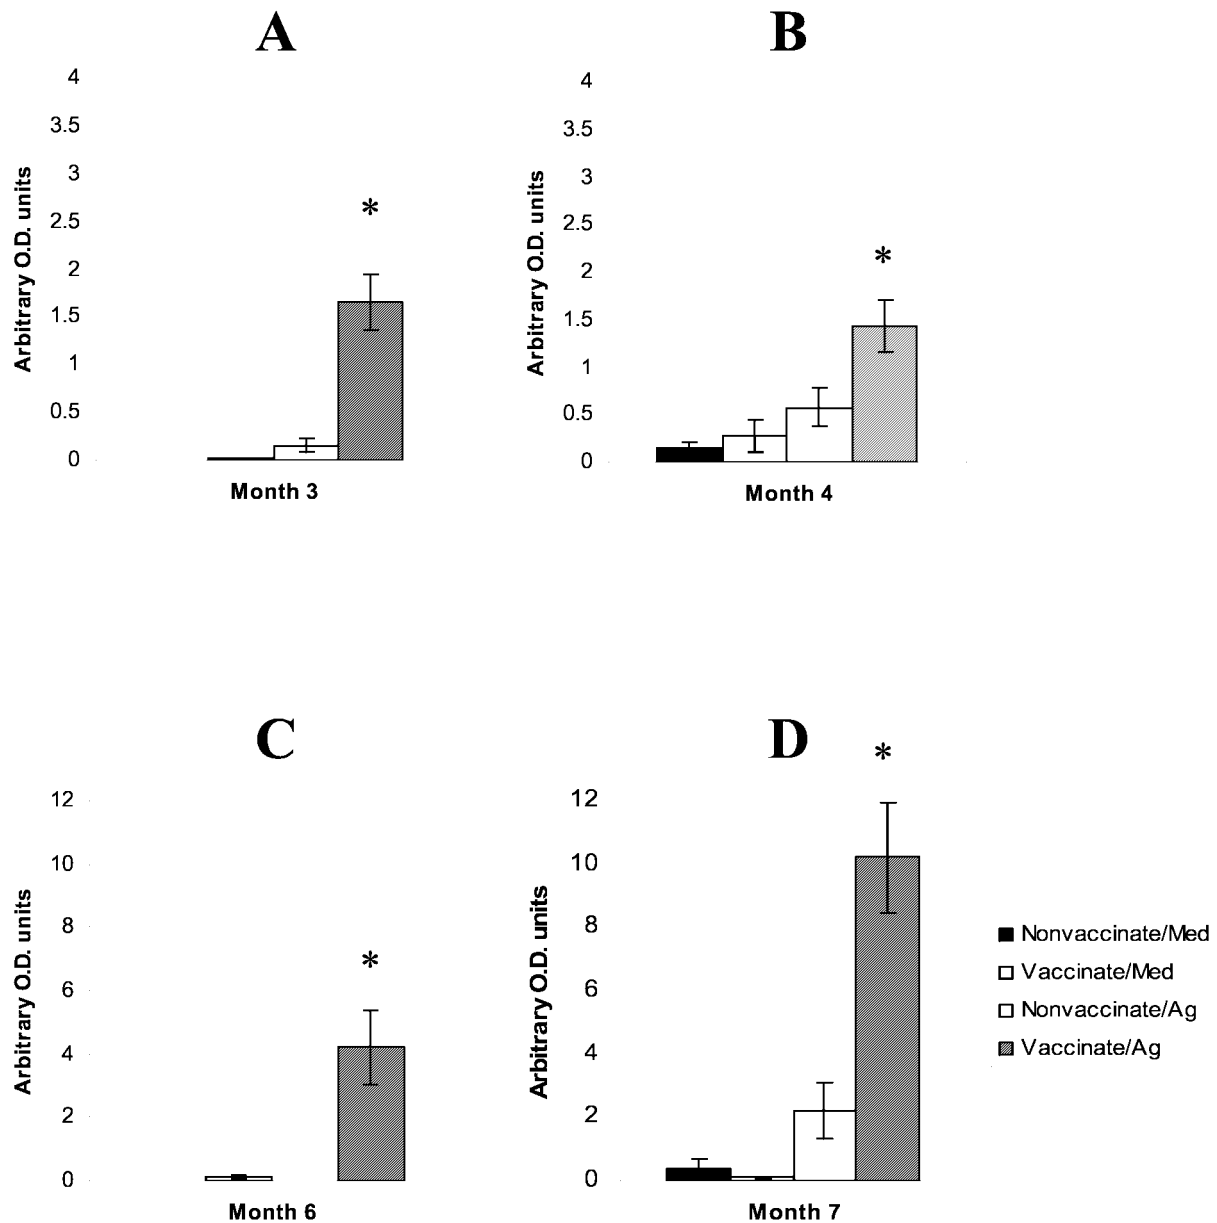 A
4
3.5
3
2.5
2
1.5
1
0.5
0
Arbitrary O.D. units
*
Month 3
B
4
3.5
3
2.5
2
1.5
1
0.5
0
Arbitrary O.D. units
*
Month 4
C
12
10
8
6
4
2
0
Arbitrary O.D. units
*
Month 6
D
12
10
8
6
4
2
0
Arbitrary O.D. units
*
Month 7
Nonvaccinate/Med
Vaccinate/Med
Nonvaccinate/Ag
Vaccinate/Ag